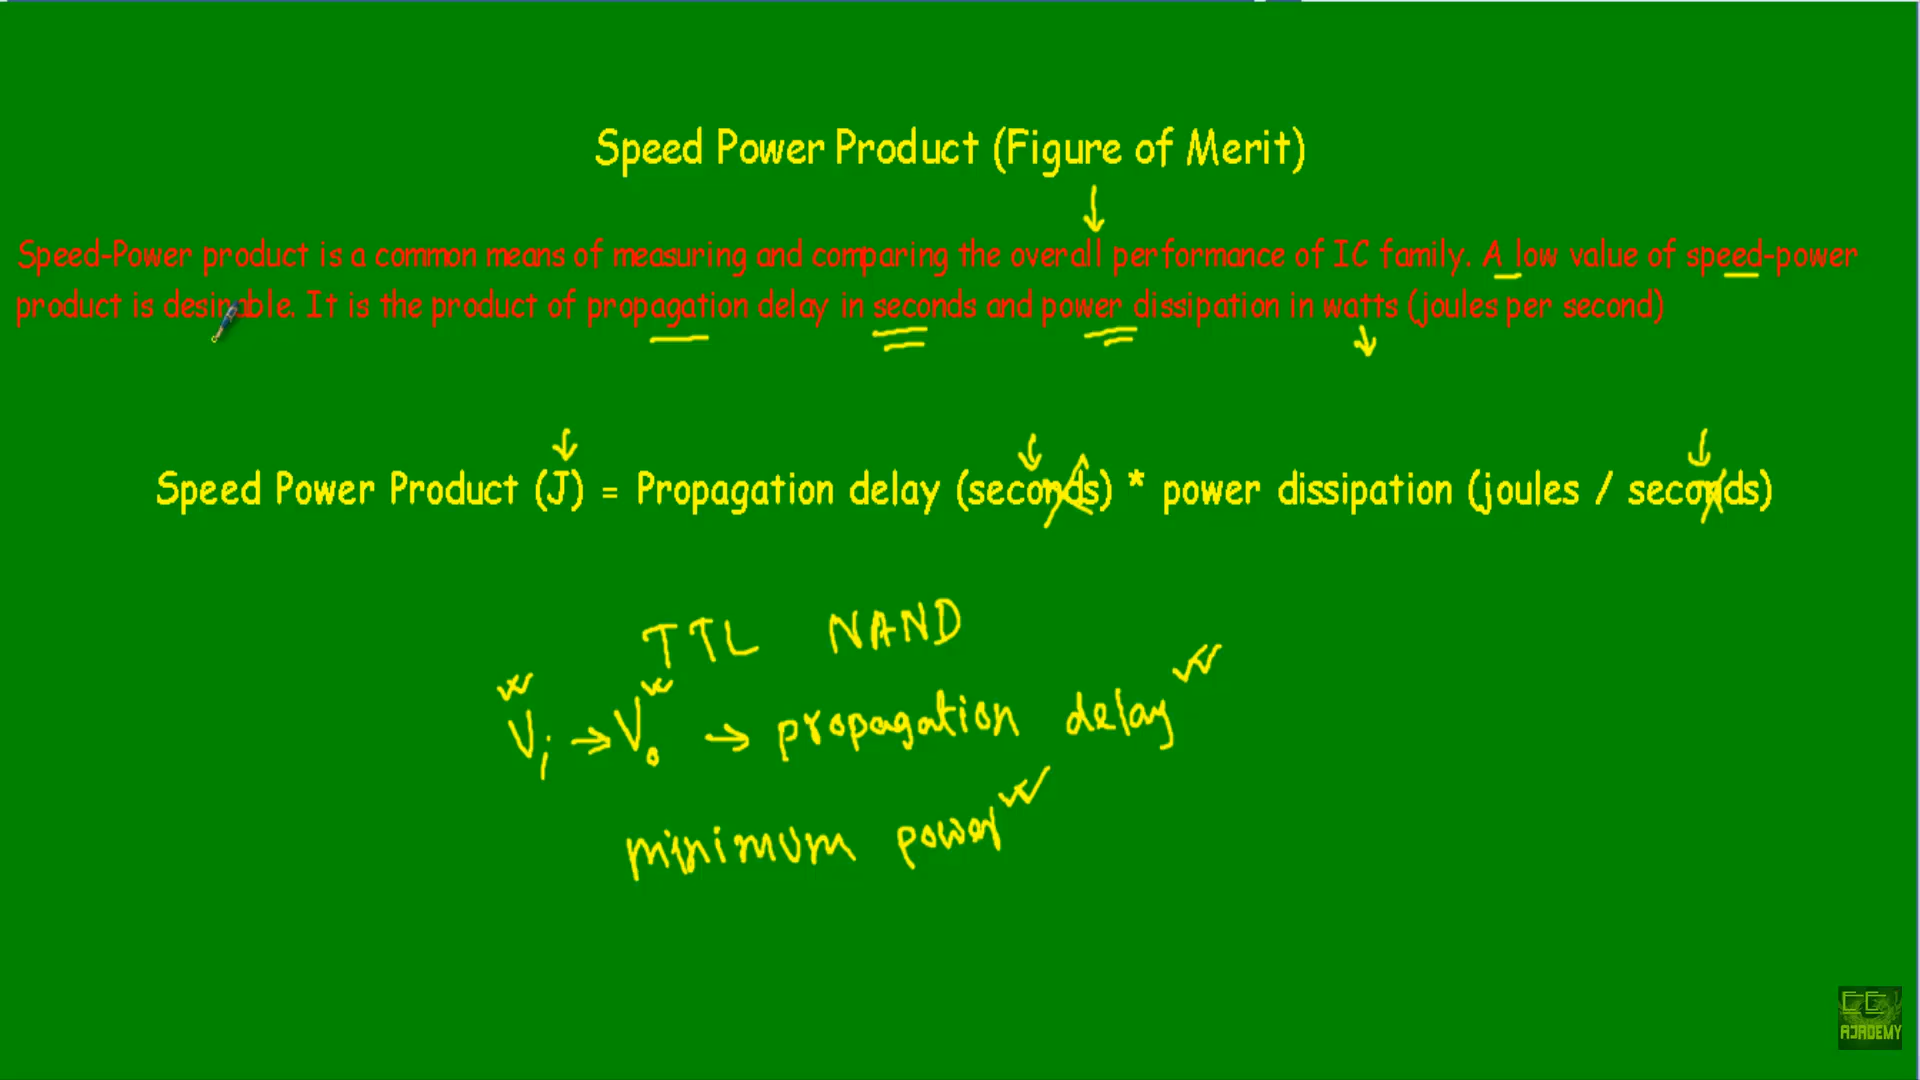 Speed Power Product (Figure of Merit)
Speed-Power product is a common means of measuring and comparing the overall performance of IC family. A low value of speed-power
product is desirable. It is the product of propagation delay in seconds and power dissipation in watts (joules per second)
Speed Power Product (J) = Propagation delay (seconds) * power dissipation (joules / seconds)
TTL NAND
Vi → Vo → propagation delay
minimum power
EE
ACADEMY